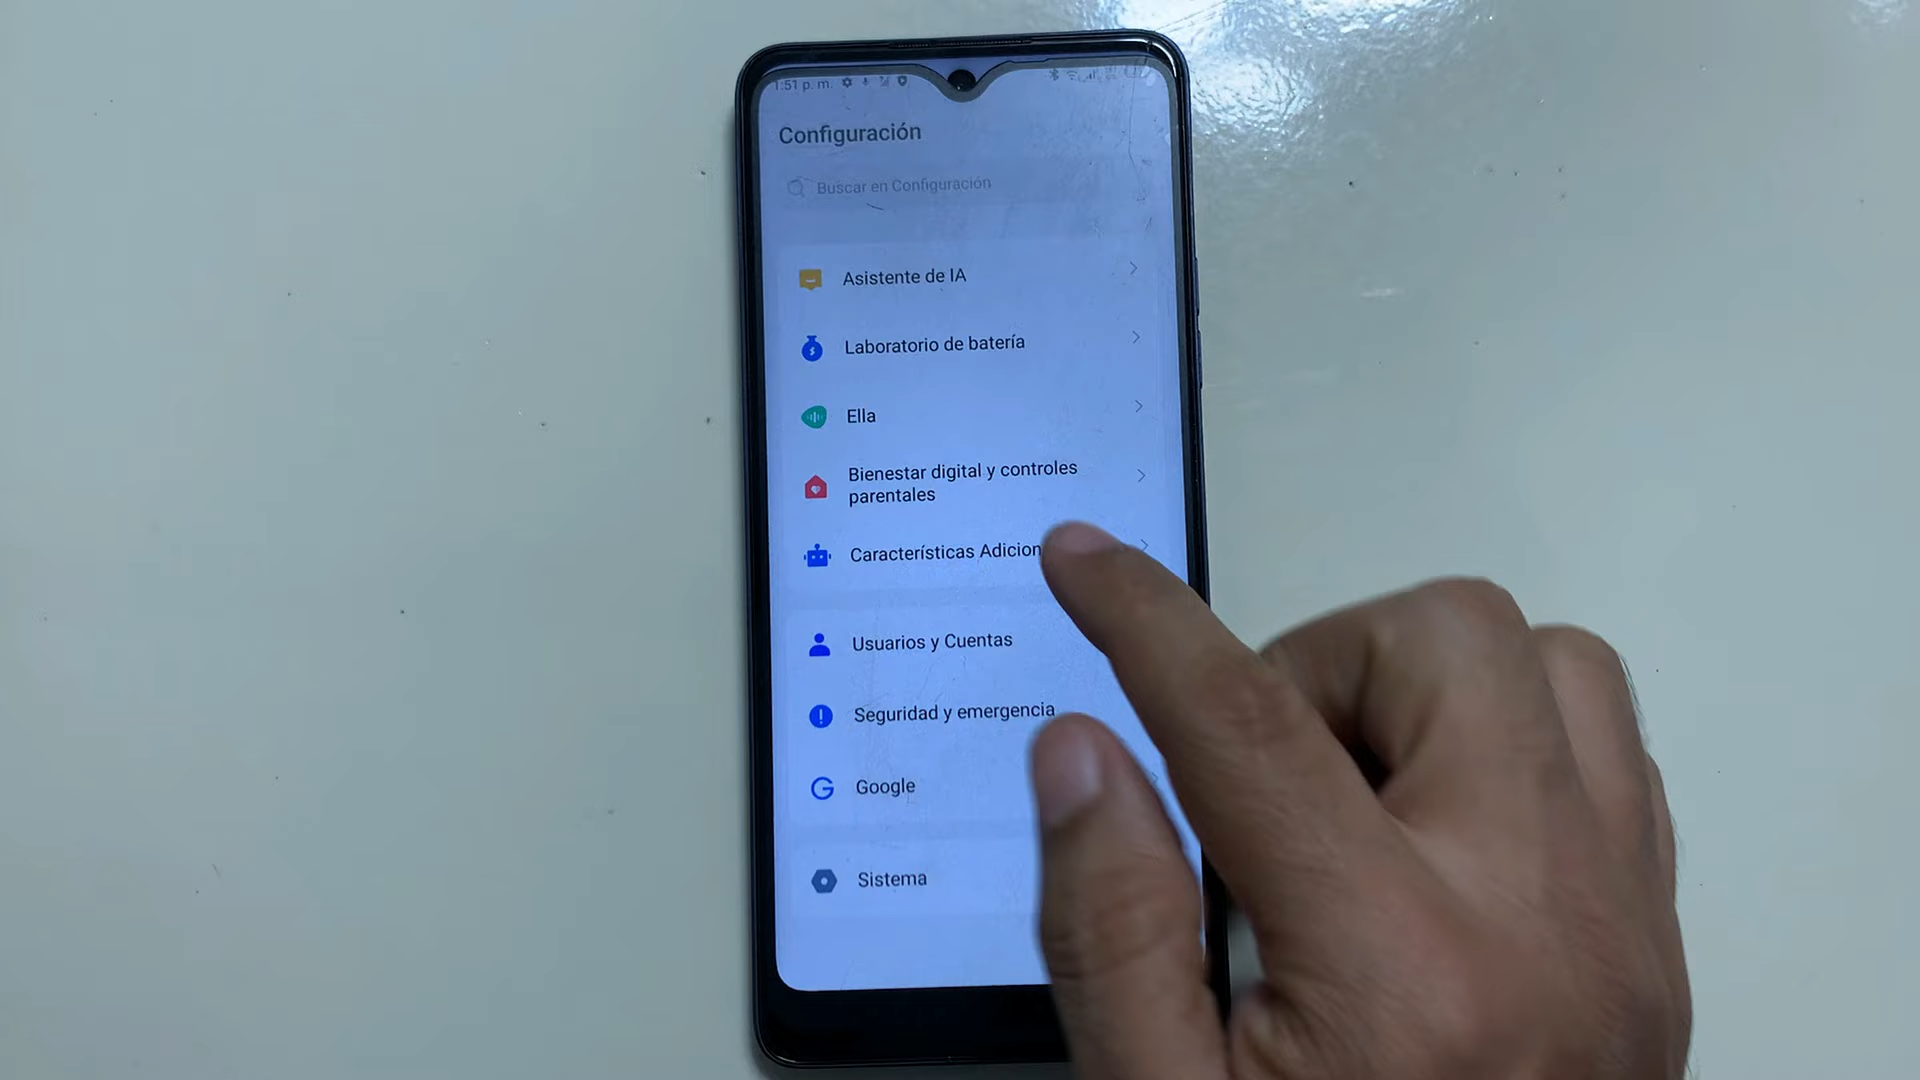 1:51 p. m.
Configuración
Buscar en Configuración
Asistente de IA
Laboratorio de batería
Ella
Bienestar digital y controles
parentales
Características Adicion
Usuarios y Cuentas
Seguridad y emergencia
Google
Sistema